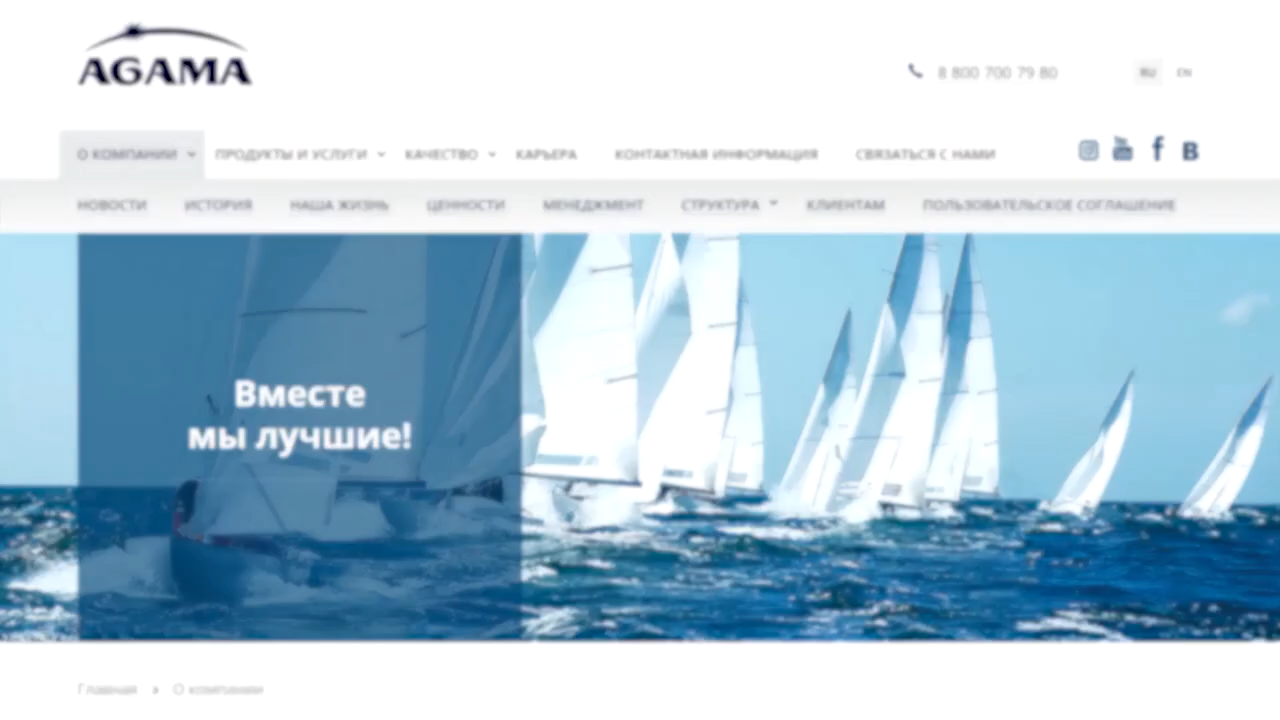 AGAMA
8 800 700 79 80
RU EN
О КОМПАНИИ ПРОДУКТЫ И УСЛУГИ КАЧЕСТВО КАРЬЕРА КОНТАКТНАЯ ИНФОРМАЦИЯ СВЯЗАТЬСЯ С НАМИ
НОВОСТИ ИСТОРИЯ НАША ЖИЗНЬ ЦЕННОСТИ МЕНЕДЖМЕНТ СТРУКТУРА КЛИЕНТАМ ПОЛЬЗОВАТЕЛЬСКОЕ СОГЛАШЕНИЕ
Вместе
мы лучшие!
Главная › О компании